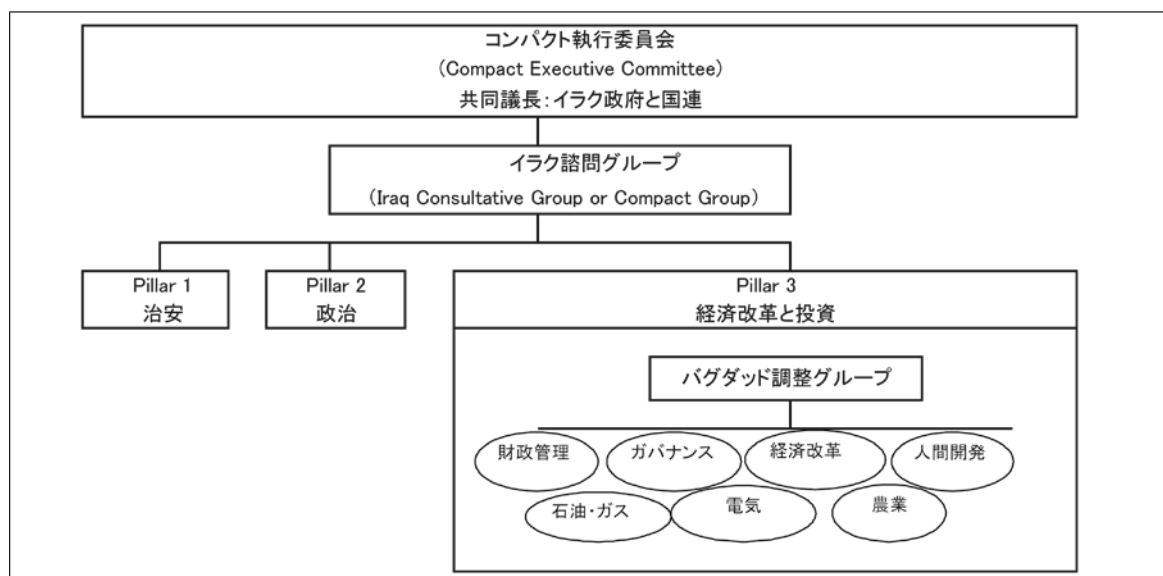 コンパクト執行委員会
（Compact Executive Committee）
共同議長：イラク政府と国連
イラク諮問グループ
（Iraq Consultative Group or Compact Group）
Pillar 1
治安
Pillar 2
政治
Pillar 3
経済改革と投資
バグダッド調整グループ
財政管理
ガバナンス
経済改革
人間開発
石油・ガス
電気
農業